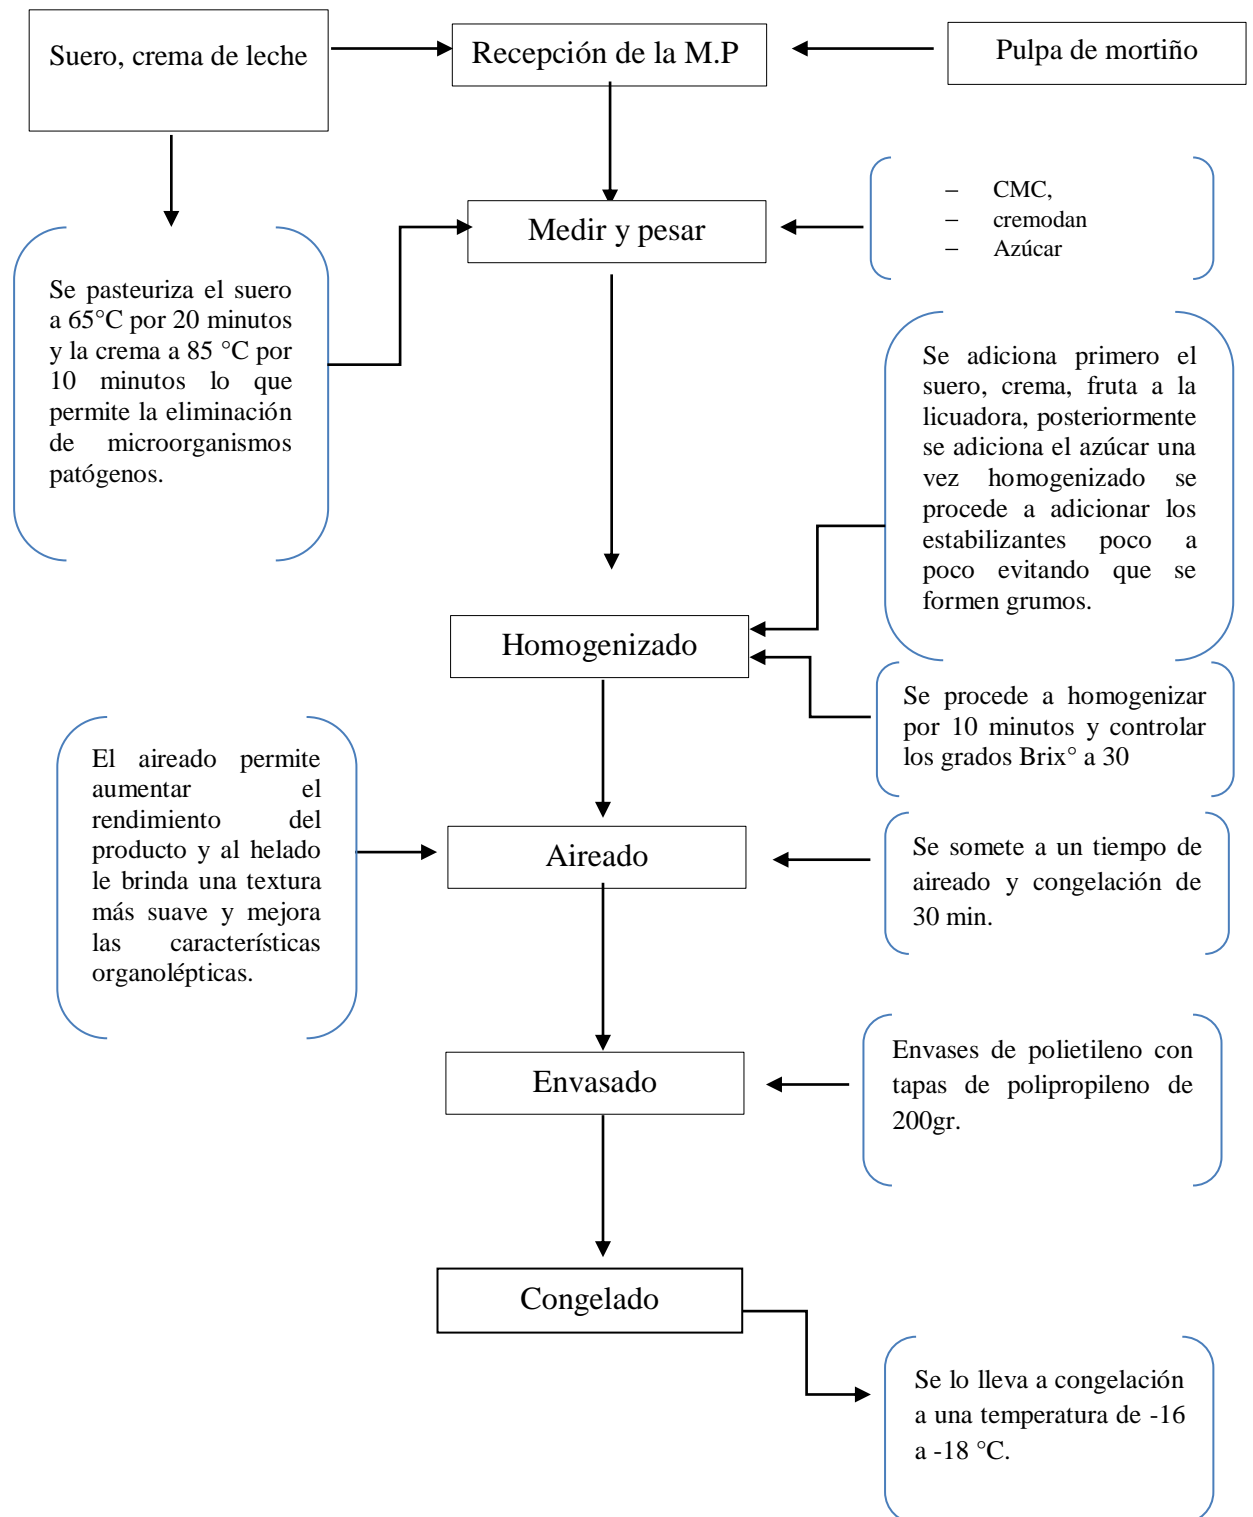 Suero, crema de leche
Recepción de la M.P
Pulpa de mortiño
– CMC,
– cremodan
– Azúcar
Medir y pesar
Se pasteuriza el suero
a 65°C por 20 minutos
y la crema a 85 °C por
10 minutos lo que
permite la eliminación
de microorganismos
patógenos.
Se adiciona primero el
suero, crema, fruta a la
licuadora, posteriormente
se adiciona el azúcar una
vez homogenizado se
procede a adicionar los
estabilizantes poco a
poco evitando que se
formen grumos.
Homogenizado
Se procede a homogenizar
por 10 minutos y controlar
los grados Brix° a 30
El aireado permite
aumentar el
rendimiento del
producto y al helado
le brinda una textura
más suave y mejora
las características
organolépticas.
Aireado
Se somete a un tiempo de
aireado y congelación de
30 min.
Envasado
Envases de polietileno con
tapas de polipropileno de
200gr.
Congelado
Se lo lleva a congelación
a una temperatura de -16
a -18 °C.